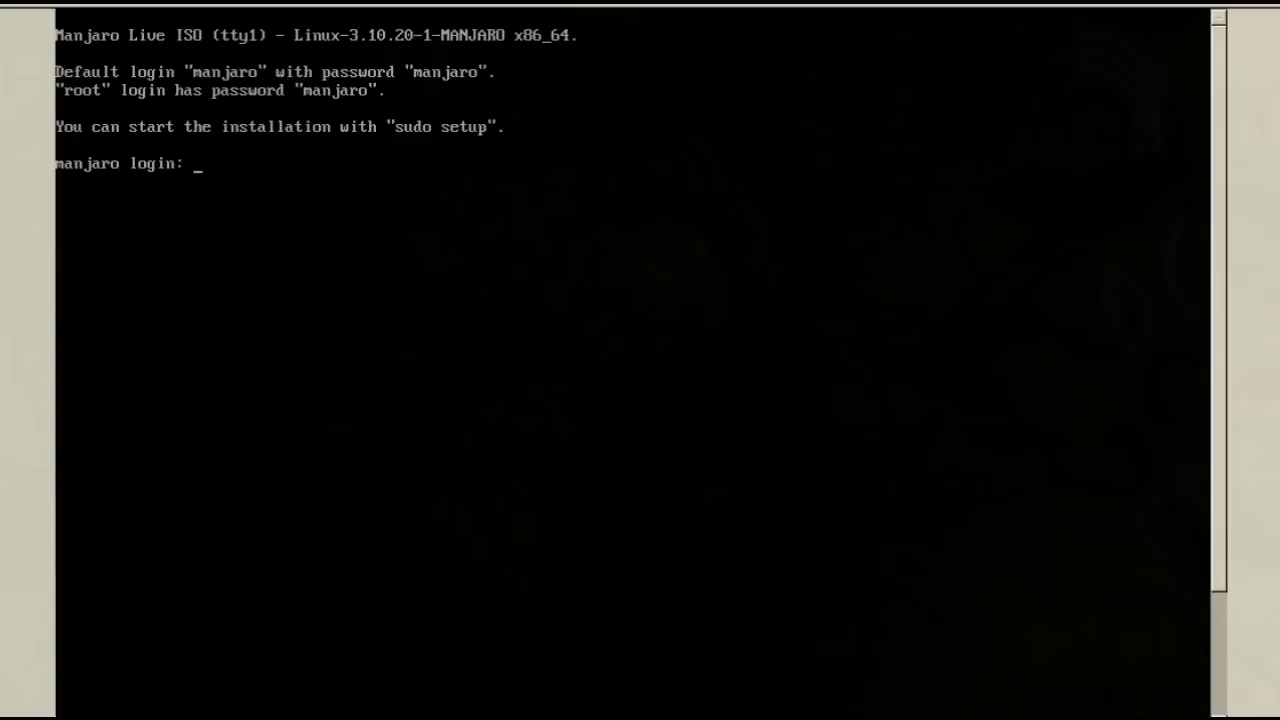 Manjaro Live ISO (tty1) - Linux-3.10.20-1-MANJARO x86_64.
Default login "manjaro" with password "manjaro".
"root" login has password "manjaro".
You can start the installation with "sudo setup".
manjaro login: _